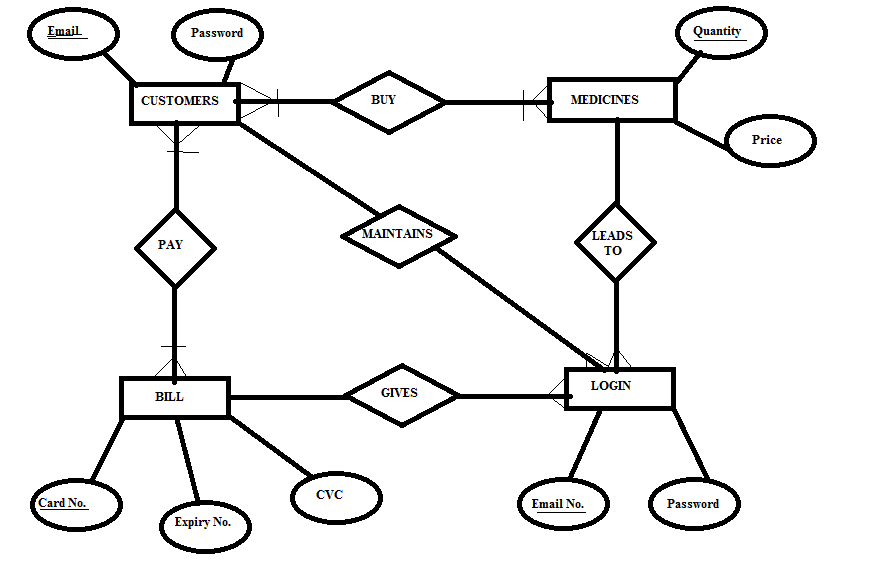 Email
Password
Quantity
CUSTOMERS
BUY
MEDICINES
Price
PAY
MAINTAINS
LEADS
TO
BILL
GIVES
LOGIN
Card No.
Expiry No.
CVC
Email No.
Password